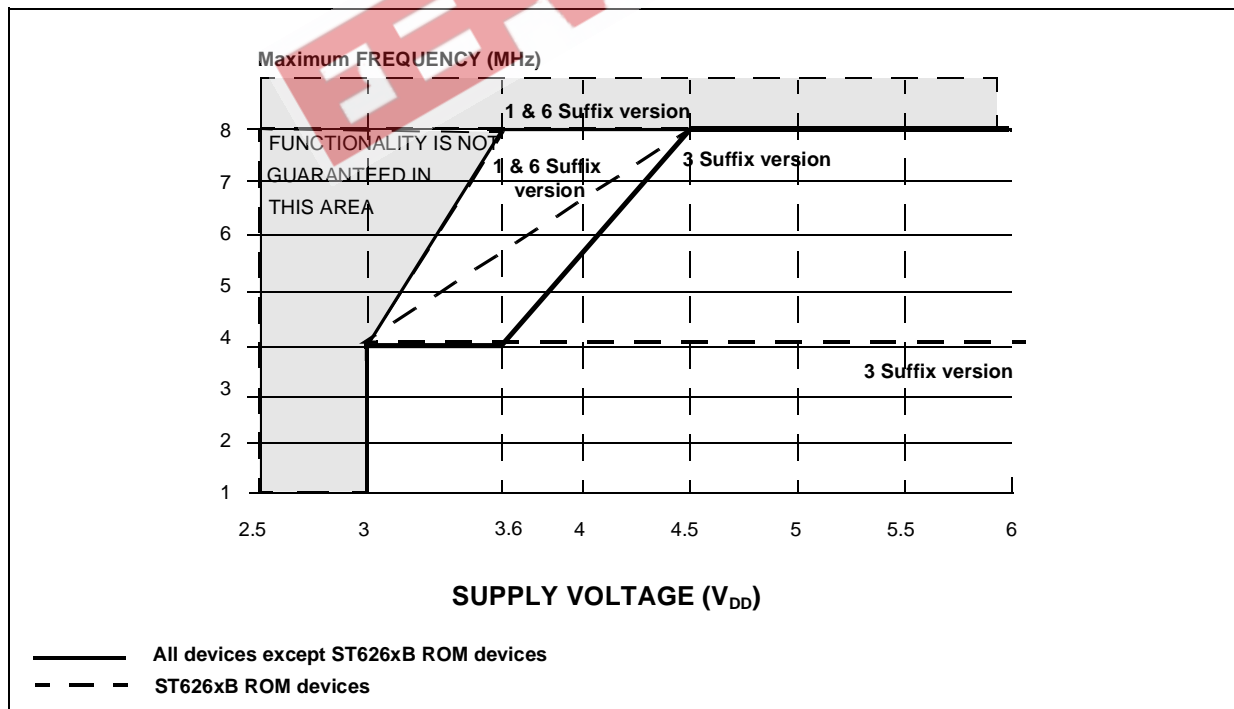 Maximum FREQUENCY (MHz)
1 & 6 Suffix version
8
FUNCTIONALITY IS NOT
GUARANTEED IN
THIS AREA
1 & 6 Suffix
version
3 Suffix version
7
6
5
4
3 Suffix version
3
2
1
2.5 3 3.6 4 4.5 5 5.5 6
SUPPLY VOLTAGE (VDD)
All devices except ST626xB ROM devices
ST626xB ROM devices